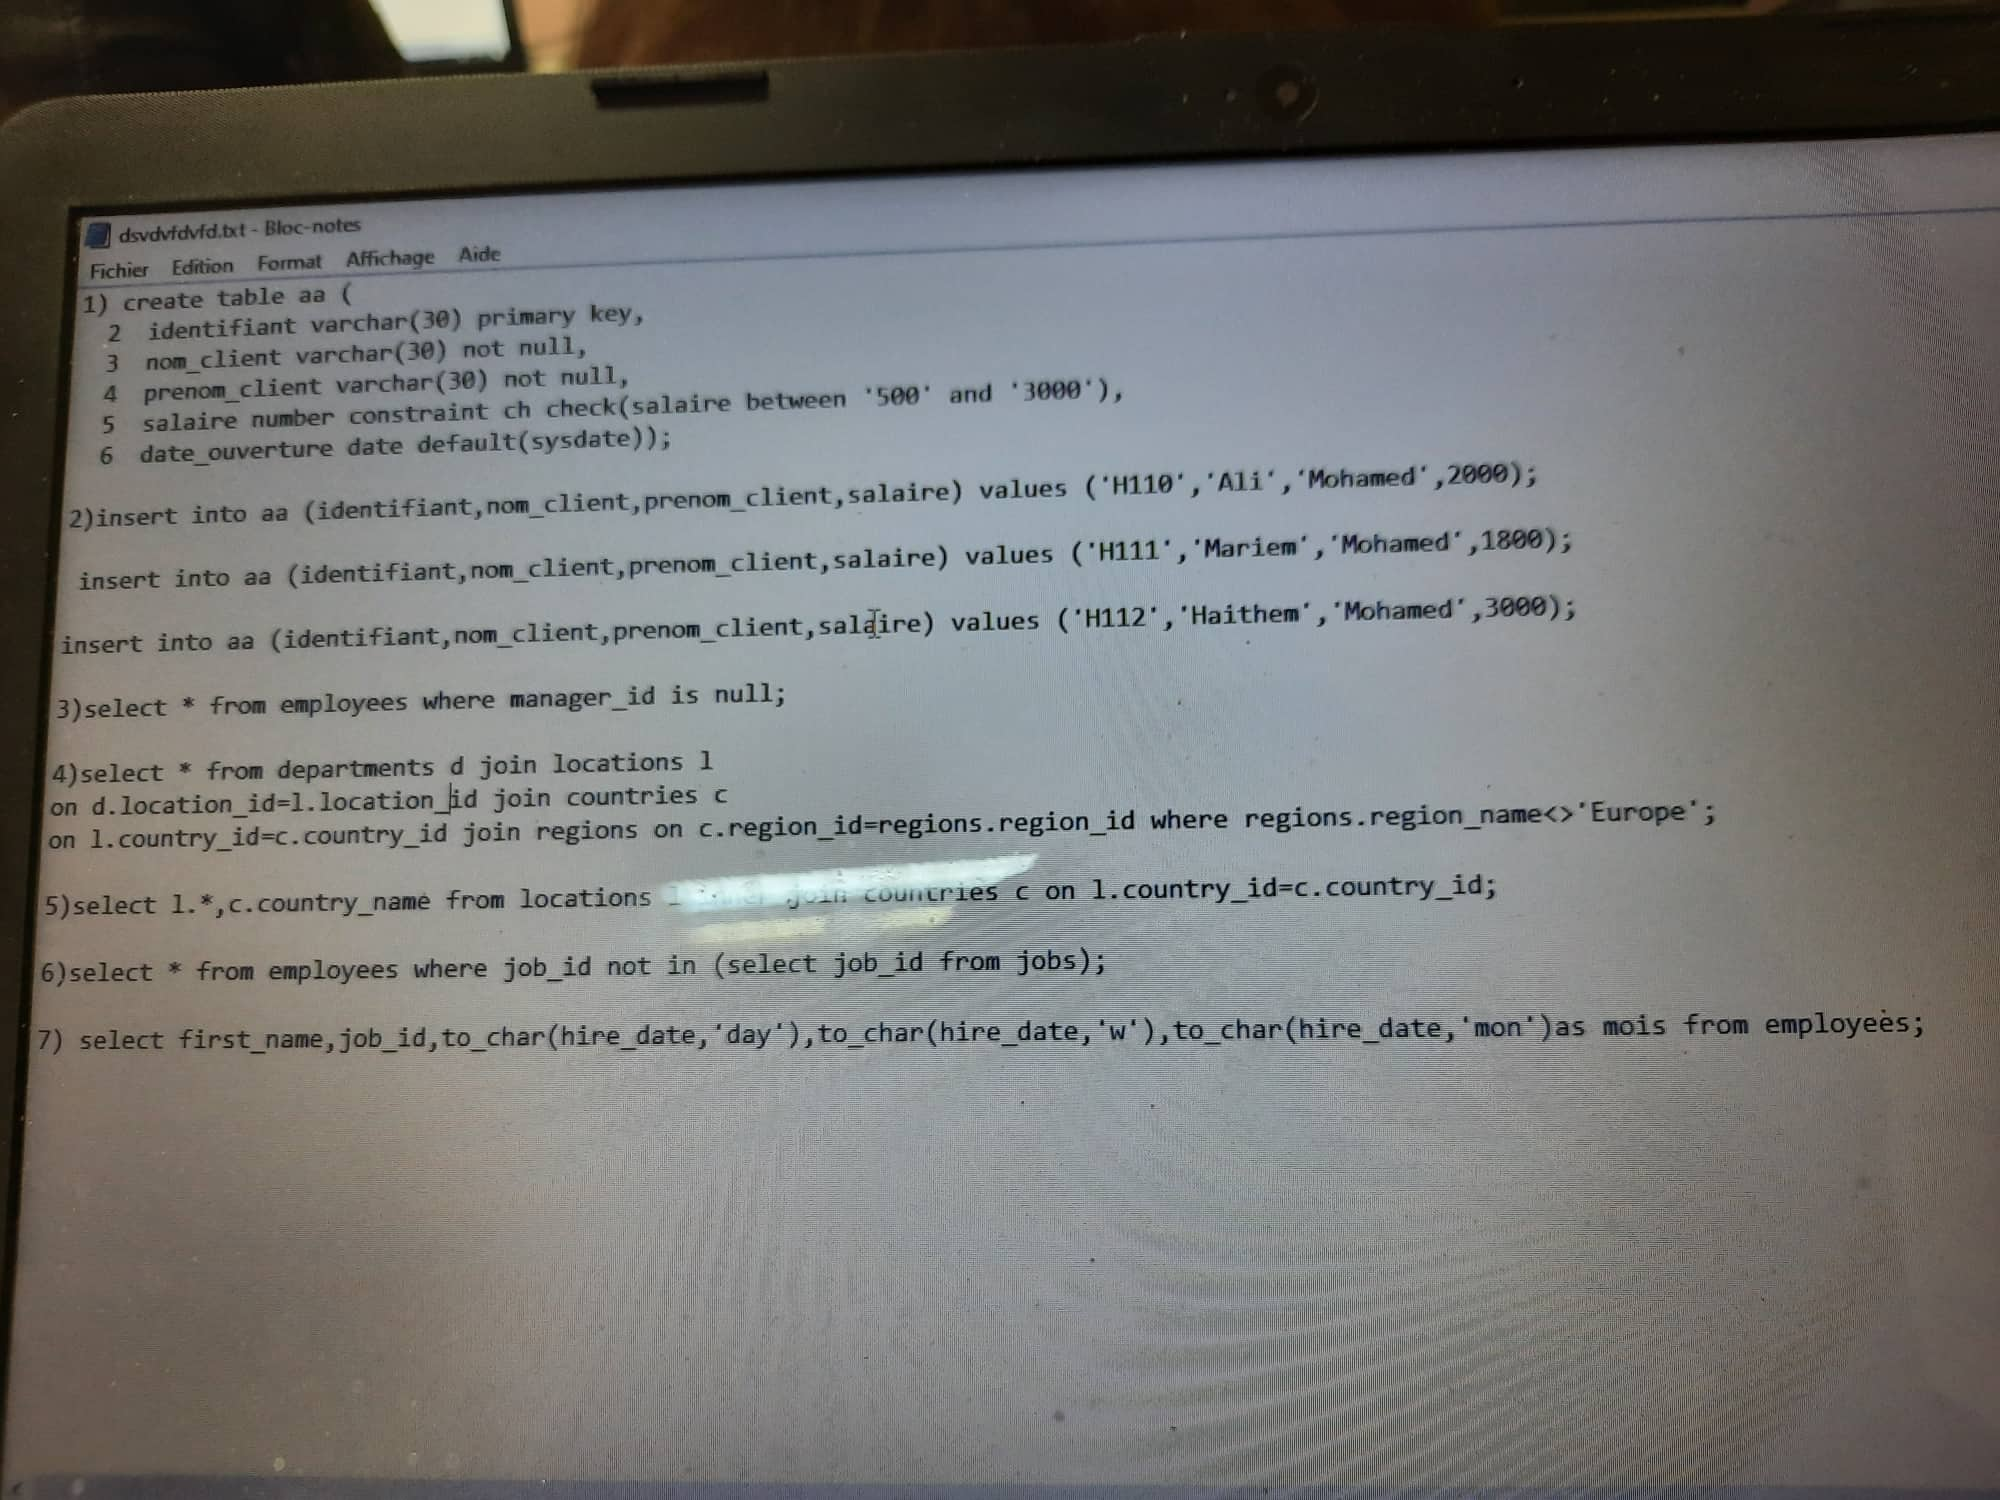 dsvdvfdvfd.txt - Bloc-notes
Fichier Edition Format Affichage Aide
1) create table aa (
2 identifiant varchar(30) primary key,
3 nom_client varchar(30) not null,
4 prenom_client varchar(30) not null,
5 salaire number constraint ch check(salaire between '500' and '3000'),
6 date_ouverture date default(sysdate));
2)insert into aa (identifiant,nom_client,prenom_client,salaire) values ('H110','Ali','Mohamed',2000);
insert into aa (identifiant,nom_client,prenom_client,salaire) values ('H111','Mariem','Mohamed',1800);
insert into aa (identifiant,nom_client,prenom_client,salaire) values ('H112','Haithem','Mohamed',3000);
3)select * from employees where manager_id is null;
4)select * from departments d join locations l
on d.location_id=l.location_id join countries c
on l.country_id=c.country_id join regions on c.region_id=regions.region_id where regions.region_name<>'Europe';
5)select l.*,c.country_name from locations l join countries c on l.country_id=c.country_id;
6)select * from employees where job_id not in (select job_id from jobs);
7) select first_name,job_id,to_char(hire_date,'day'),to_char(hire_date,'w'),to_char(hire_date,'mon')as mois from employees;